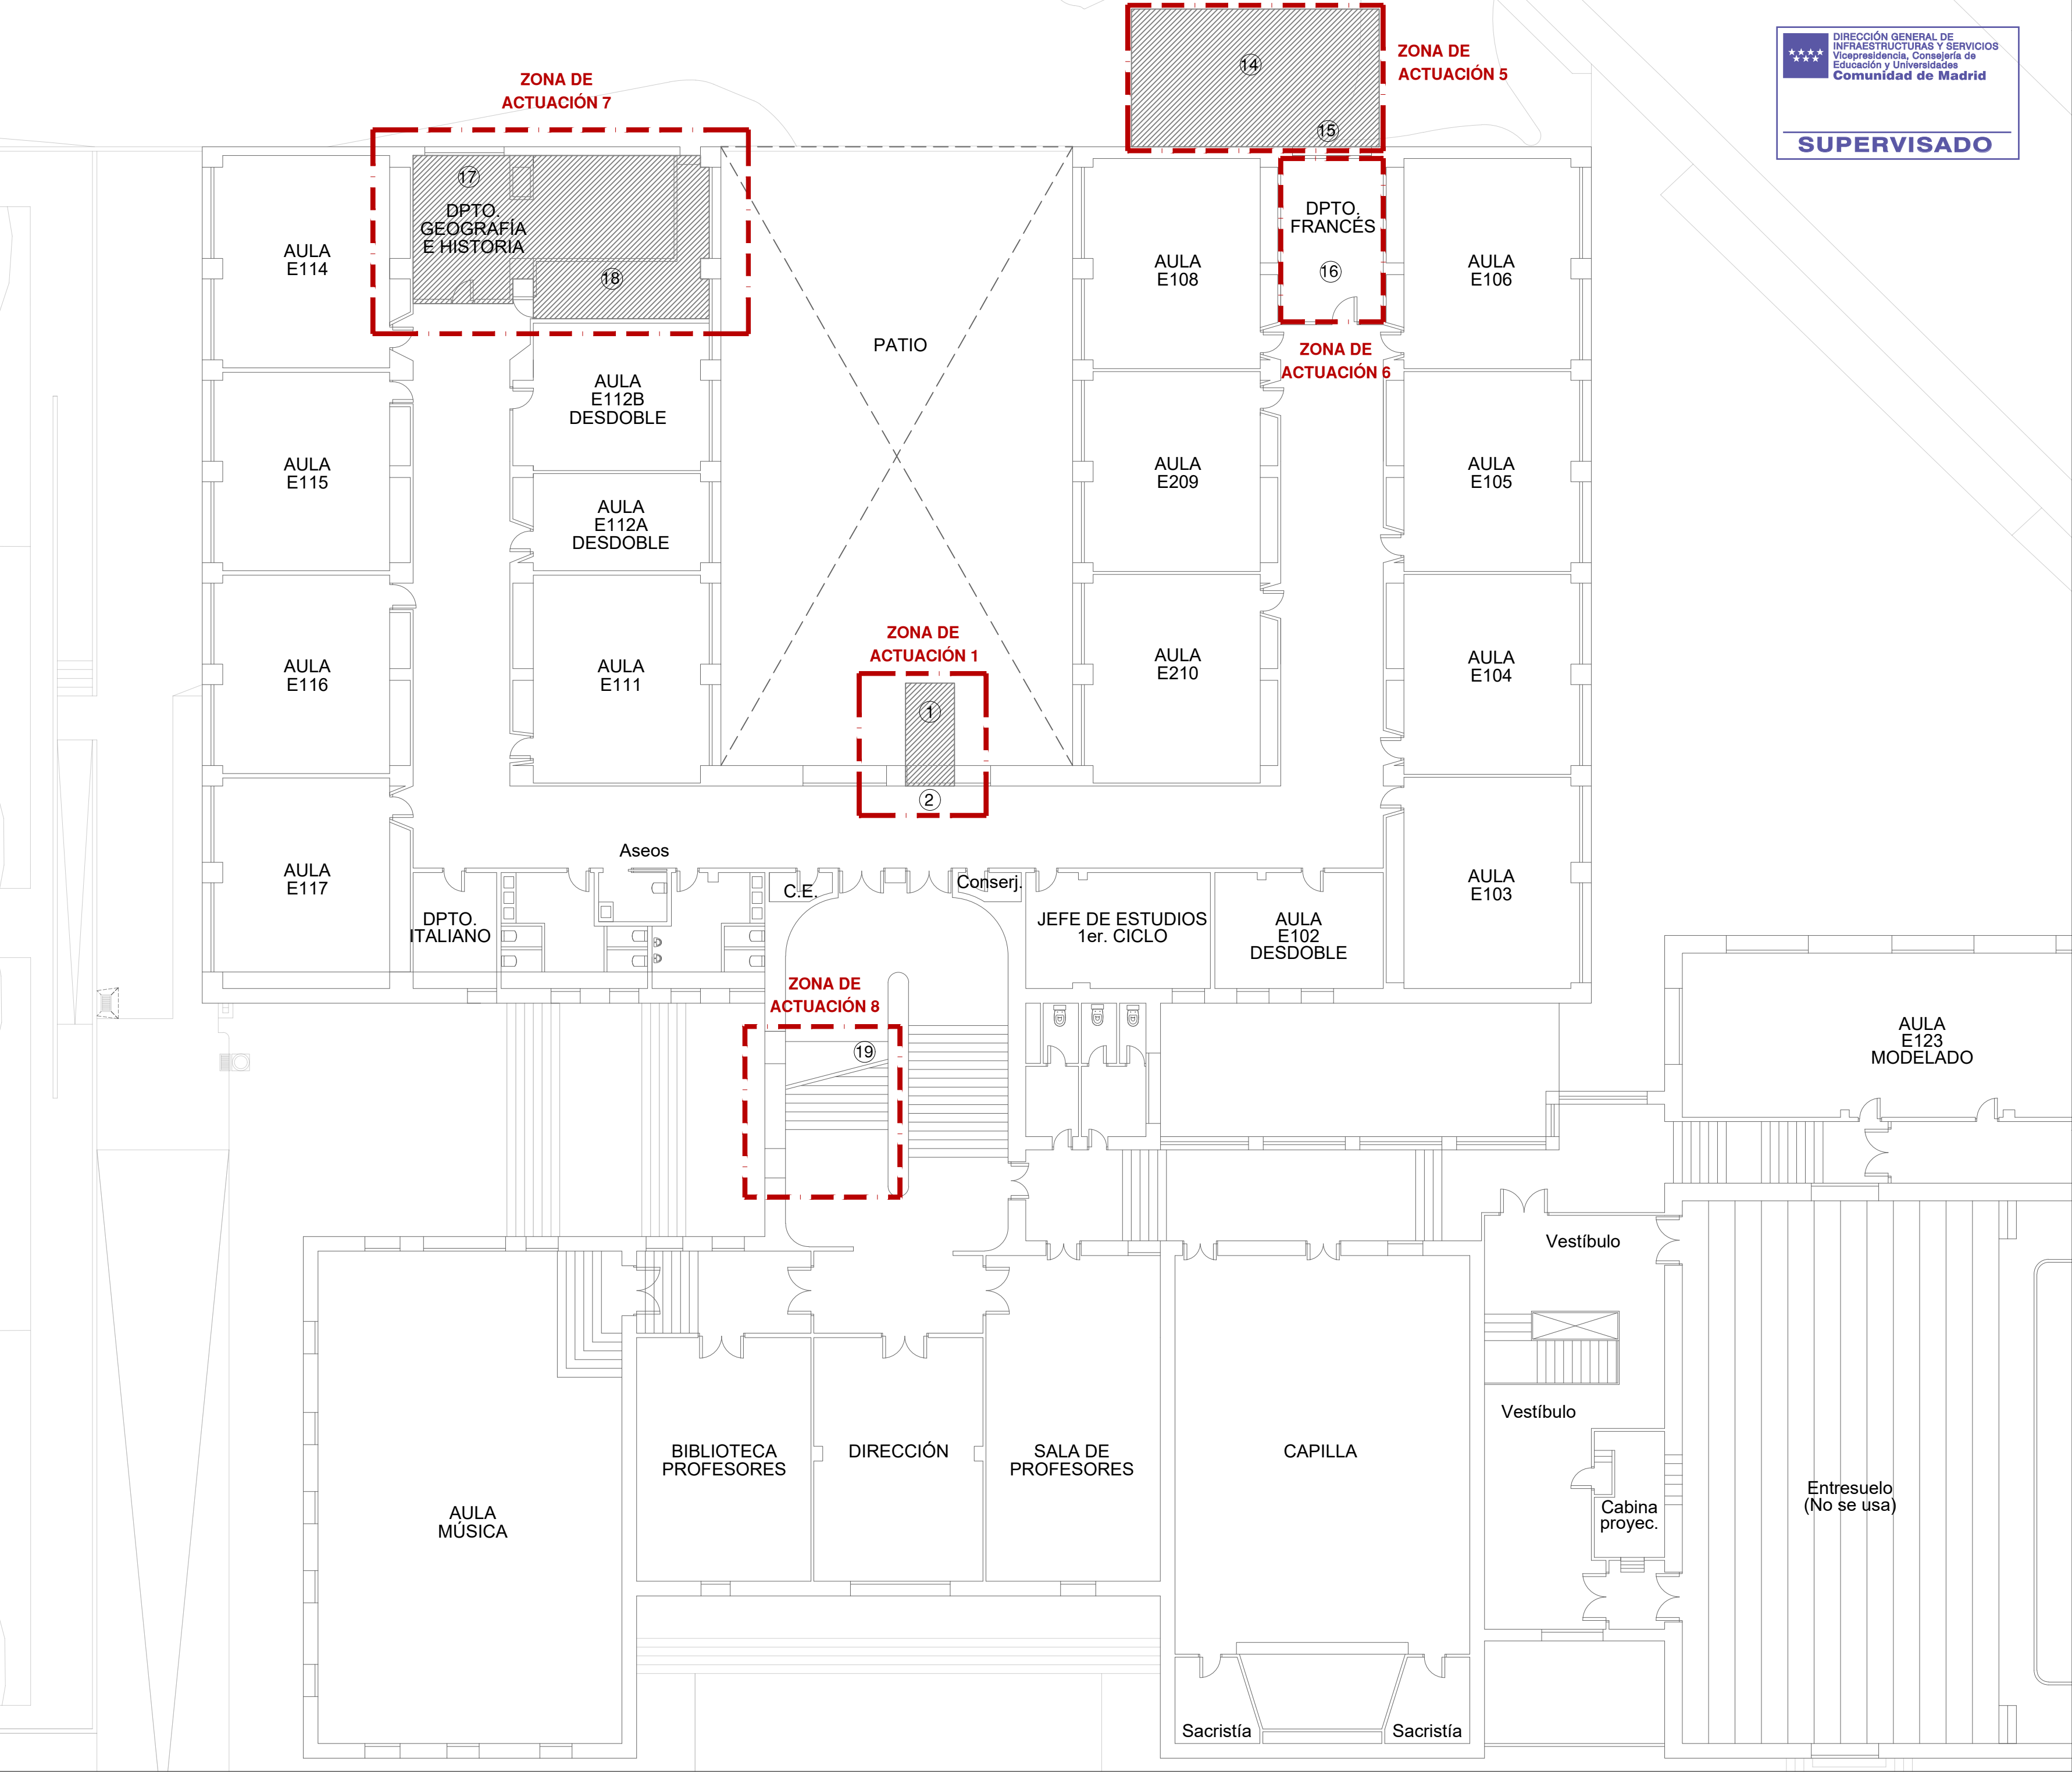 DIRECCIÓN GENERAL DE
INFRAESTRUCTURAS Y SERVICIOS
Vicepresidencia, Consejería de
Educación y Universidades
Comunidad de Madrid
SUPERVISADO
ZONA DE
ACTUACIÓN 5
14
15
ZONA DE
ACTUACIÓN 7
17
DPTO.
GEOGRAFÍA
E HISTORIA
18
AULA
E114
PATIO
AULA
E108
DPTO.
FRANCÉS
16
AULA
E106
ZONA DE
ACTUACIÓN 6
AULA
E112B
DESDOBLE
AULA
E115
AULA
E112A
DESDOBLE
AULA
E209
AULA
E105
ZONA DE
ACTUACIÓN 1
1
2
AULA
E116
AULA
E111
AULA
E210
AULA
E104
AULA
E117
Aseos
C.E.
Conserj.
DPTO.
ITALIANO
JEFE DE ESTUDIOS
1er. CICLO
AULA
E102
DESDOBLE
AULA
E103
ZONA DE
ACTUACIÓN 8
19
AULA
E123
MODELADO
Vestíbulo
Vestíbulo
AULA
MÚSICA
BIBLIOTECA
PROFESORES
DIRECCIÓN
SALA DE
PROFESORES
CAPILLA
Cabina
proyec.
Entresuelo
(No se usa)
Sacristía
Sacristía